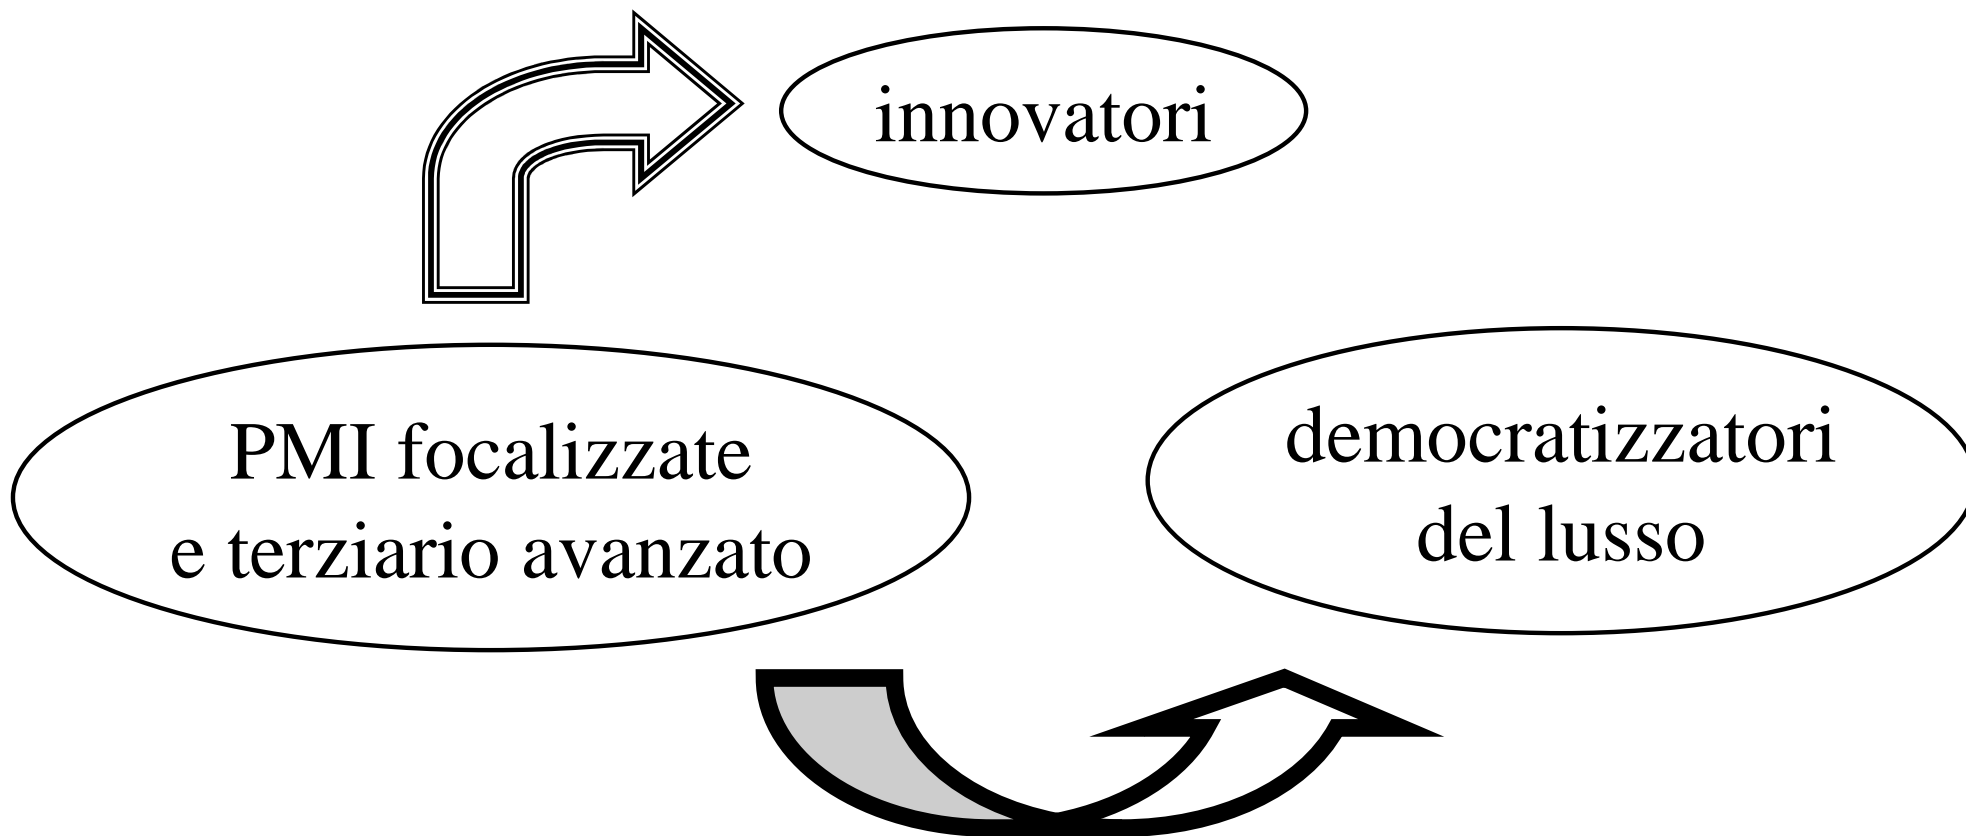 innovatori
PMI focalizzate
e terziario avanzato
democratizzatori
del lusso